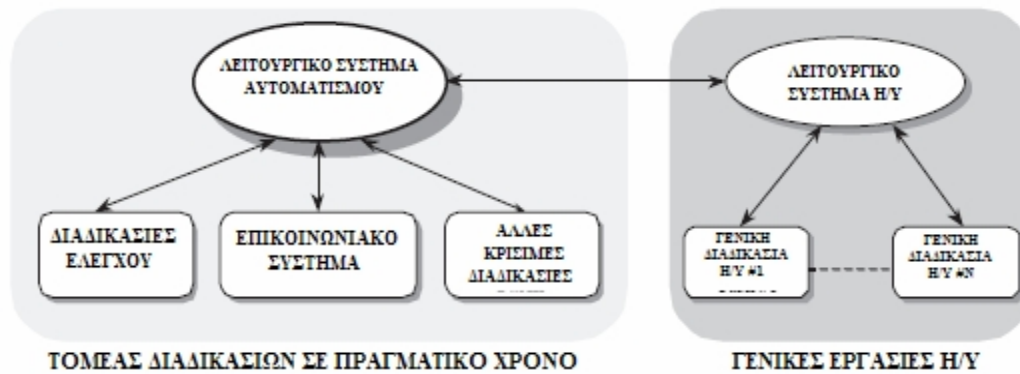 ΛΕΙΤΟΥΡΓΙΚΟ ΣΥΣΤΗΜΑ
ΑΥΤΟΜΑΤΙΣΜΟΥ
ΛΕΙΤΟΥΡΓΙΚΟ
ΣΥΣΤΗΜΑ Η/Υ
ΔΙΑΔΙΚΑΣΙΕΣ
ΕΛΕΓΧΟΥ
ΕΠΙΚΟΙΝΩΝΙΑΚΟ
ΣΥΣΤΗΜΑ
ΑΛΛΕΣ
ΚΡΙΣΙΜΕΣ
ΔΙΑΔΙΚΑΣΙΕΣ
ΓΕΝΙΚΗ
ΔΙΑΔΙΚΑΣΙΑ
Η/Υ #1
ΓΕΝΙΚΗ
ΔΙΑΔΙΚΑΣΙΑ
Η/Υ #Ν
ΤΟΜΕΑΣ ΔΙΑΔΙΚΑΣΙΩΝ ΣΕ ΠΡΑΓΜΑΤΙΚΟ ΧΡΟΝΟ
ΓΕΝΙΚΕΣ ΕΡΓΑΣΙΕΣ Η/Υ